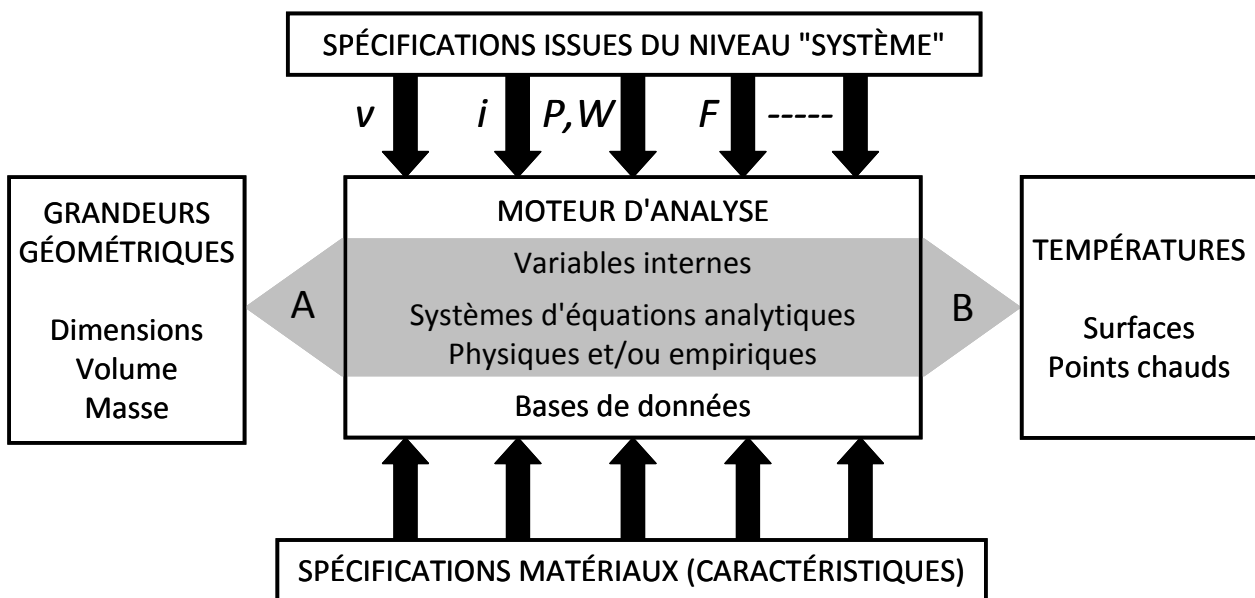 SPÉCIFICATIONS ISSUES DU NIVEAU "SYSTÈME"
v i P,W F -----
GRANDEURS
GÉOMÉTRIQUES
Dimensions
Volume
Masse
A
MOTEUR D'ANALYSE
Variables internes
Systèmes d'équations analytiques
Physiques et/ou empiriques
Bases de données
B
TEMPÉRATURES
Surfaces
Points chauds
SPÉCIFICATIONS MATÉRIAUX (CARACTÉRISTIQUES)